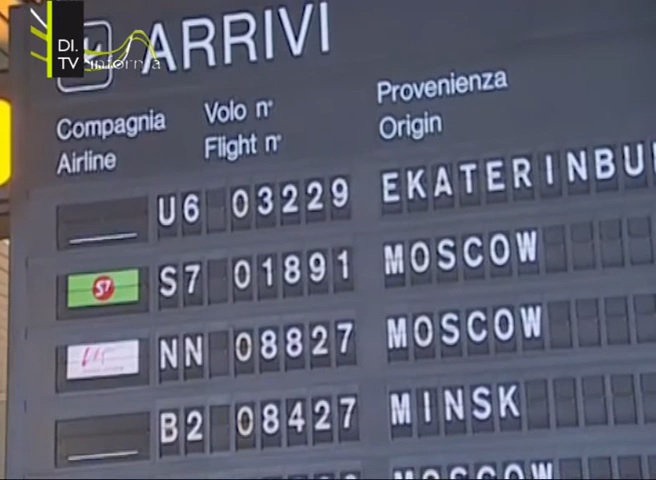 DI.
TV informa
ARRIVI
Compagnia Volo n° Provenienza
Airline Flight n° Origin
U6 03229 EKATERINBU
S7 S7 01891 MOSCOW
NN 08827 MOSCOW
B2 08427 MINSK
MOSCOW